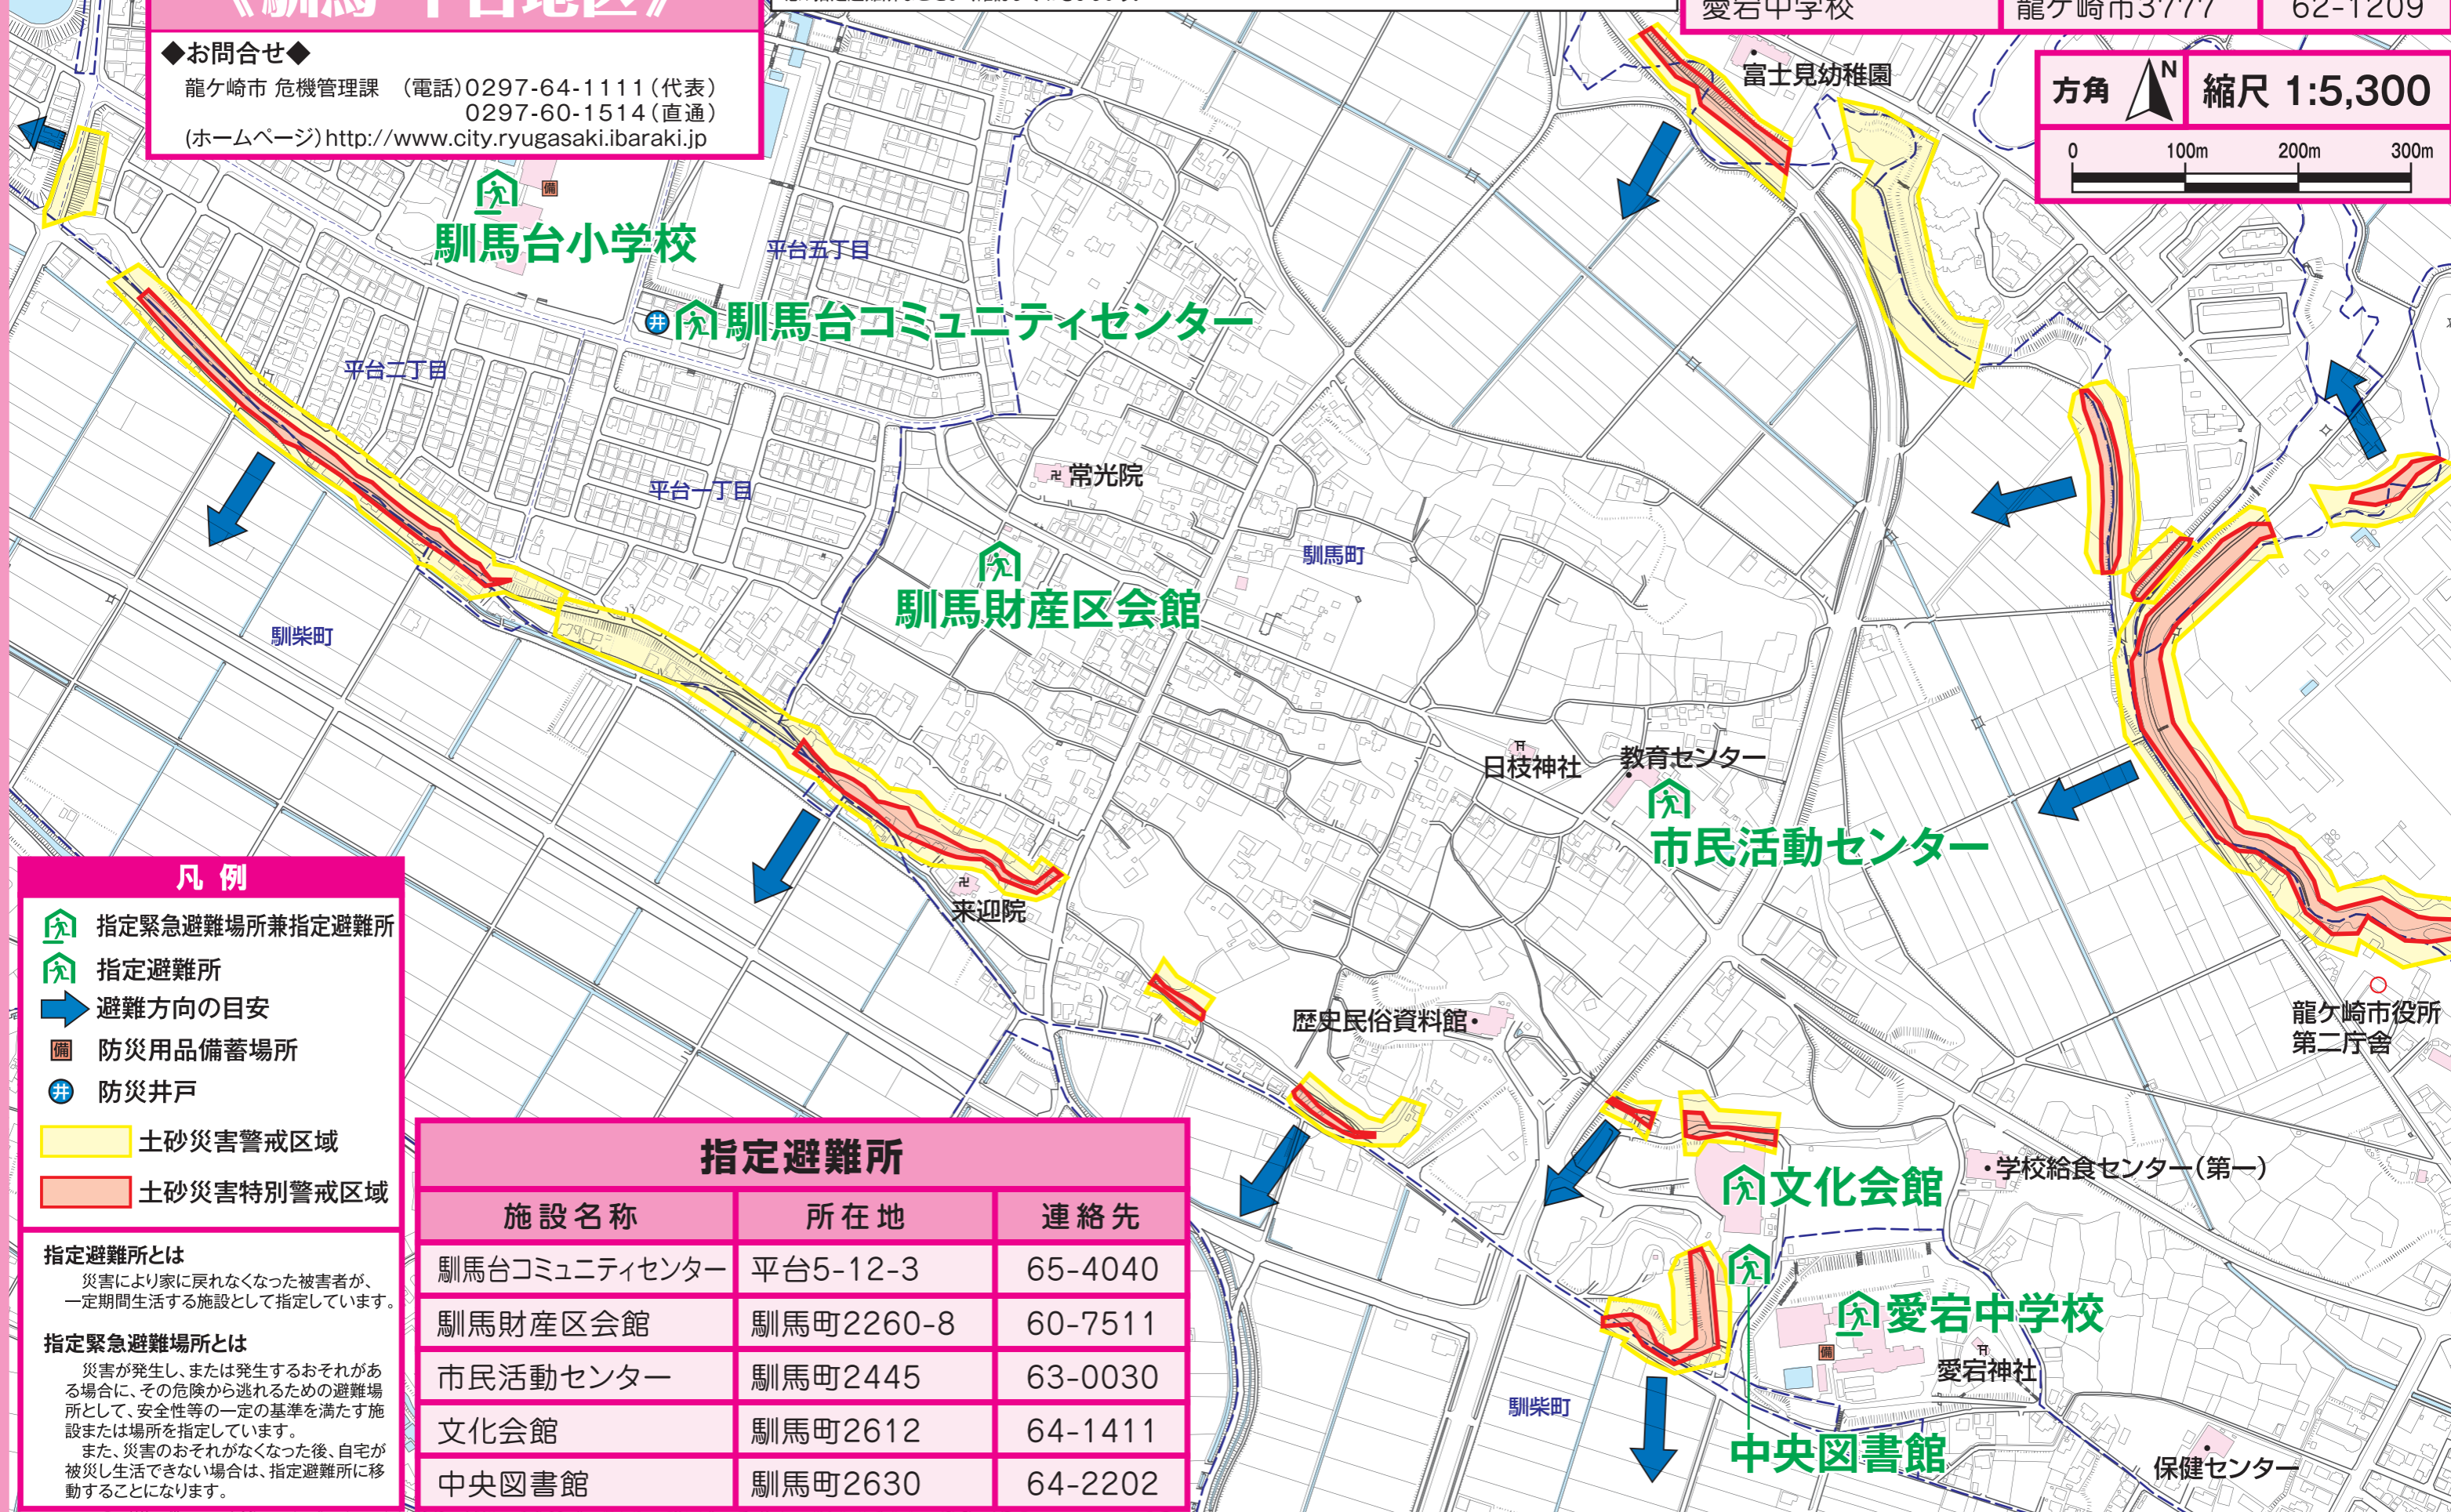 《馴馬・平台地区》
◆お問合せ◆
龍ケ崎市 危機管理課 (電話)0297-64-1111(代表)
0297-60-1514(直通)
(ホームページ)http://www.city.ryugasaki.ibaraki.jp
愛宕中学校 龍ケ崎市3777 62-1209
方角 N 縮尺 1:5,300
0 100m 200m 300m
富士見幼稚園
備
馴馬台小学校
平台五丁目
井 馴馬台コミュニティセンター
平台二丁目
平台一丁目
卍 常光院
馴馬町
馴馬財産区会館
馴柴町
日枝神社
教育センター
市民活動センター
卍
来迎院
歴史民俗資料館
龍ケ崎市役所
第二庁舎
文化会館
学校給食センター(第一)
愛宕中学校
備
愛宕神社
馴柴町
中央図書館
保健センター
凡例
指定緊急避難場所兼指定避難所
指定避難所
避難方向の目安
備 防災用品備蓄場所
井 防災井戸
土砂災害警戒区域
土砂災害特別警戒区域
指定避難所とは
災害により家に戻れなくなった被害者が、
一定期間生活する施設として指定しています。
指定緊急避難場所とは
災害が発生し、または発生するおそれがあ
る場合に、その危険から逃れるための避難場
所として、安全性等の一定の基準を満たす施
設または場所を指定しています。
また、災害のおそれがなくなった後、自宅が
被災し生活できない場合は、指定避難所に移
動することになります。
指定避難所
施設名称 所在地 連絡先
馴馬台コミュニティセンター 平台5-12-3 65-4040
馴馬財産区会館 馴馬町2260-8 60-7511
市民活動センター 馴馬町2445 63-0030
文化会館 馴馬町2612 64-1411
中央図書館 馴馬町2630 64-2202